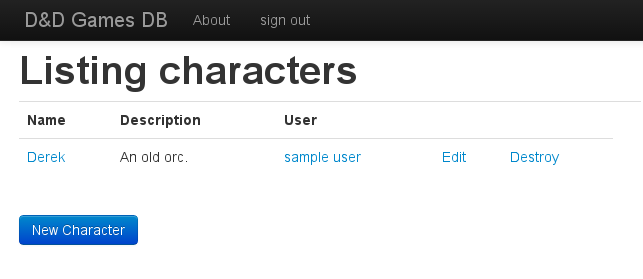 D&D Games DB About sign out
Listing characters
Name Description User
Derek An old orc. sample user Edit Destroy
New Character